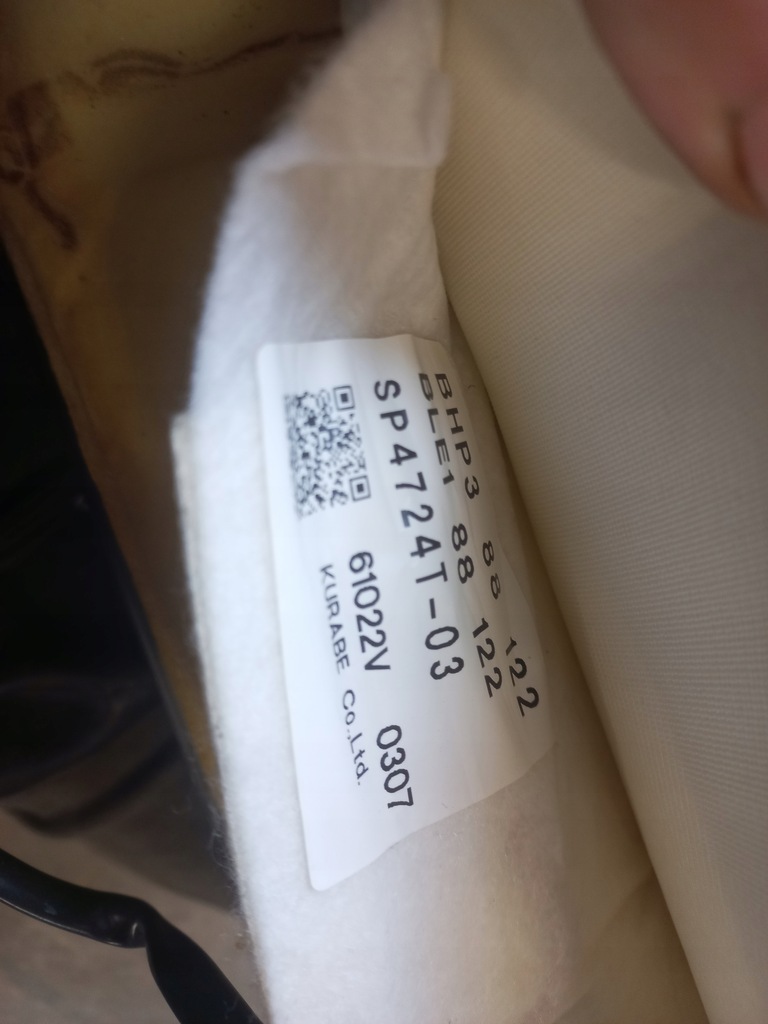 BHP3 88 122
BLE1 88 122
SP4724T-03
61022V 0307
KURABE Co.,Ltd.